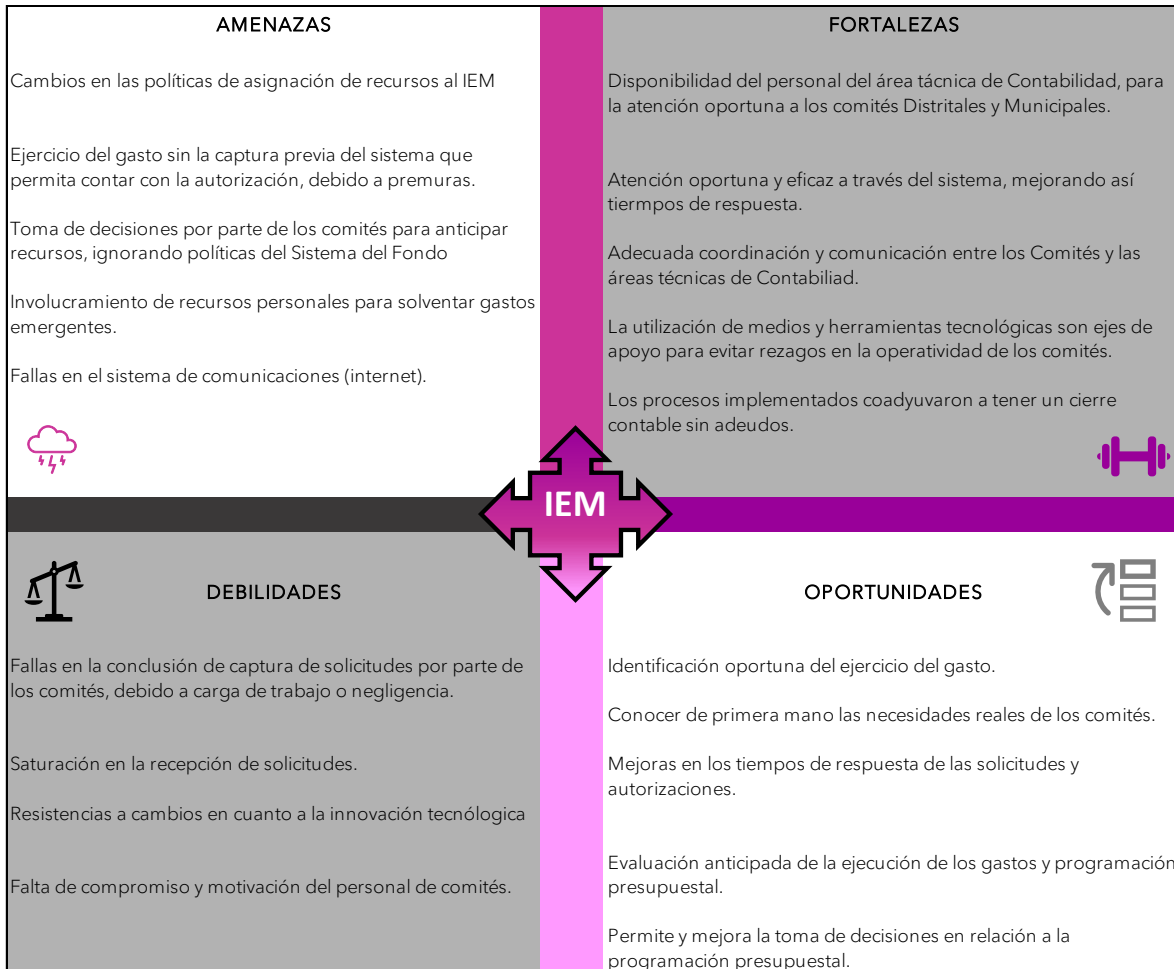 AMENAZAS
Cambios en las políticas de asignación de recursos al IEM
Ejercicio del gasto sin la captura previa del sistema que
permita contar con la autorización, debido a premuras.
Toma de decisiones por parte de los comités para anticipar
recursos, ignorando políticas del Sistema del Fondo
Involucramiento de recursos personales para solventar gastos
emergentes.
Fallas en el sistema de comunicaciones (internet).
FORTALEZAS
Disponibilidad del personal del área técnica de Contabilidad, para
la atención oportuna a los comités Distritales y Municipales.
Atención oportuna y eficaz a través del sistema, mejorando así
tiermpos de respuesta.
Adecuada coordinación y comunicación entre los Comités y las
áreas técnicas de Contabiliad.
La utilización de medios y herramientas tecnológicas son ejes de
apoyo para evitar rezagos en la operatividad de los comités.
Los procesos implementados coadyuvaron a tener un cierre
contable sin adeudos.
IEM
DEBILIDADES
Fallas en la conclusión de captura de solicitudes por parte de
los comités, debido a carga de trabajo o negligencia.
Saturación en la recepción de solicitudes.
Resistencias a cambios en cuanto a la innovación tecnólogica
Falta de compromiso y motivación del personal de comités.
OPORTUNIDADES
Identificación oportuna del ejercicio del gasto.
Conocer de primera mano las necesidades reales de los comités.
Mejoras en los tiempos de respuesta de las solicitudes y
autorizaciones.
Evaluación anticipada de la ejecución de los gastos y programación
presupuestal.
Permite y mejora la toma de decisiones en relación a la
programación presupuestal.